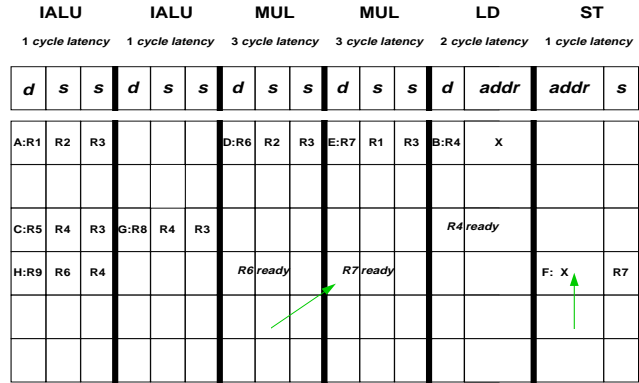 IALU IALU MUL MUL LD ST
1 cycle latency 1 cycle latency 3 cycle latency 3 cycle latency 2 cycle latency 1 cycle latency
d s s d s s d s s d s s d addr addr s
A:R1 R2 R3 D:R6 R2 R3 E:R7 R1 R3 B:R4 X
C:R5 R4 R3 G:R8 R4 R3 R4 ready
H:R9 R6 R4 R6 ready R7 ready F: X R7